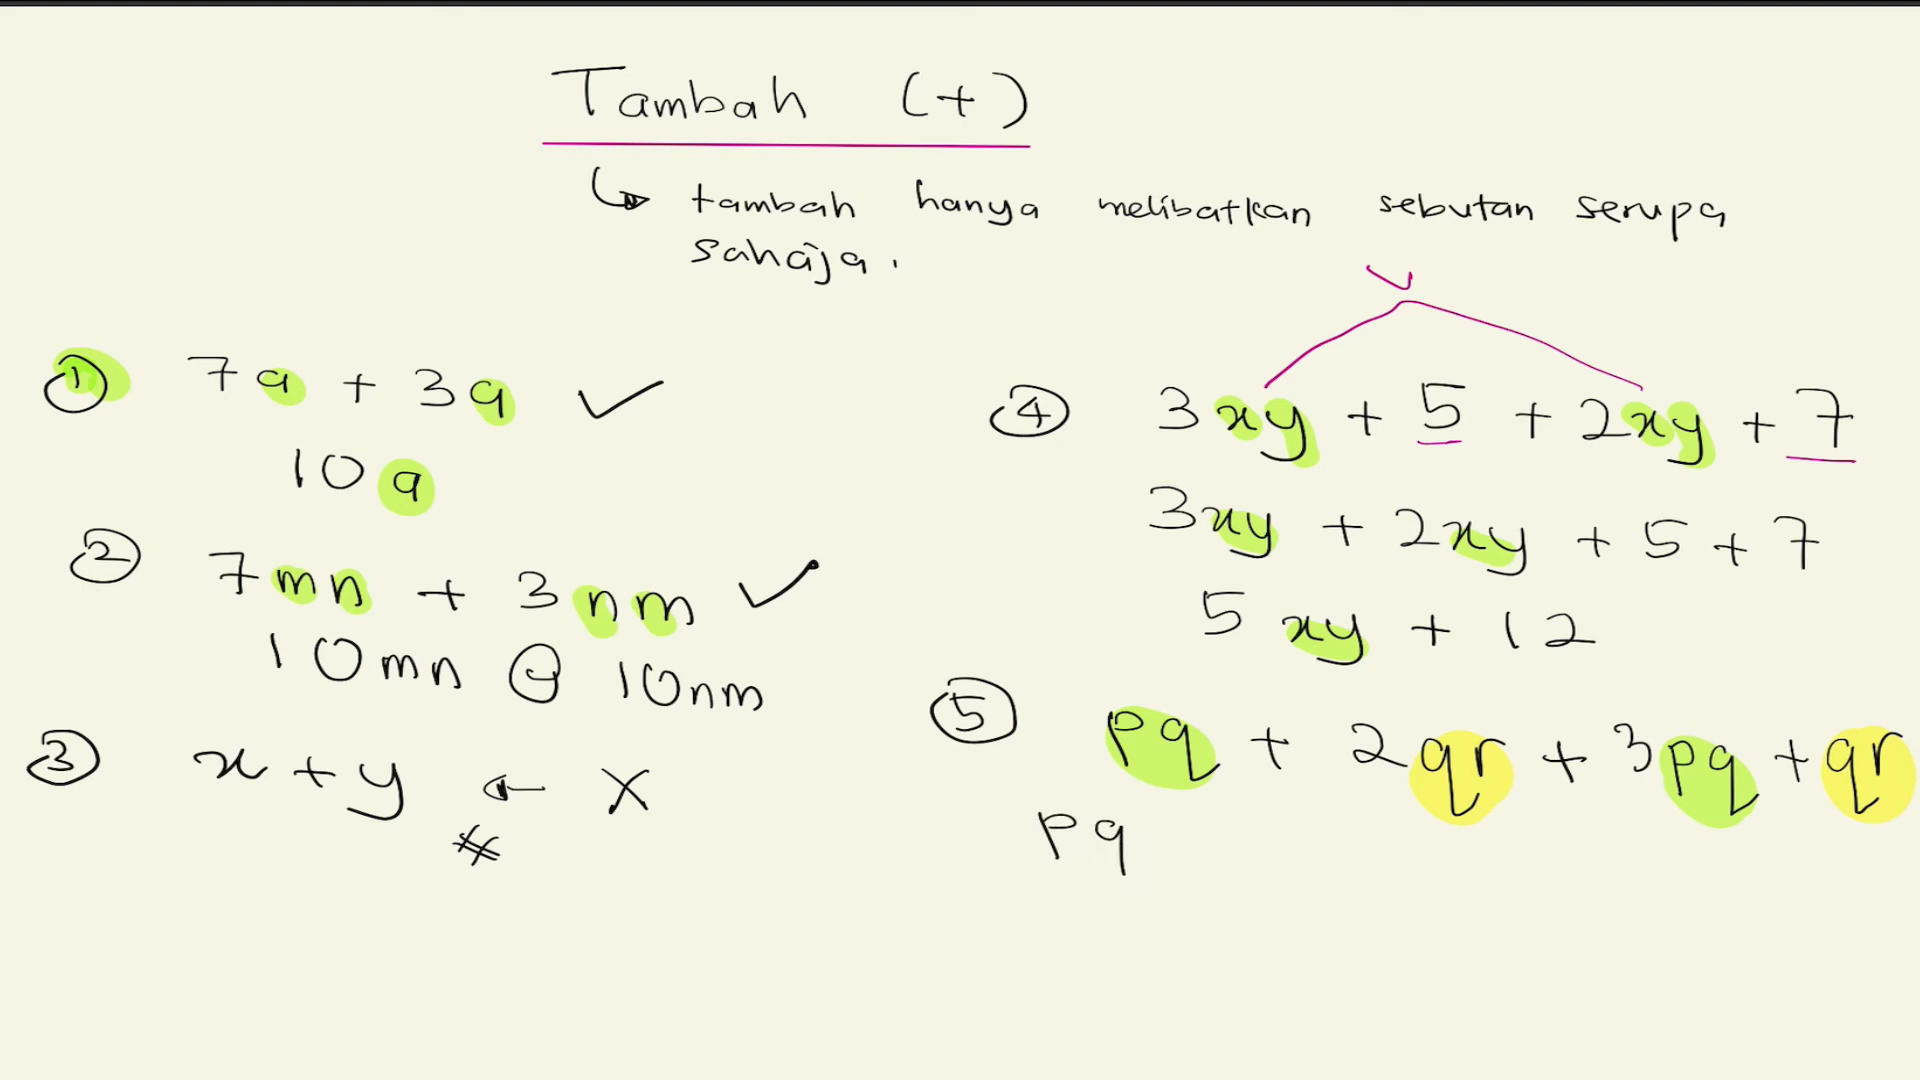 Tambah (+)
↳ tambah hanya melibatkan sebutan serupa
sahaja.
① 7a + 3a ✓
10a
② 7mn + 3nm ✓
10mn @ 10nm
③ x + y ← ×
④ 3xy + 5 + 2xy + 7
3xy + 2xy + 5 + 7
5xy + 12
⑤ pq + 2qr + 3pq + qr
pq